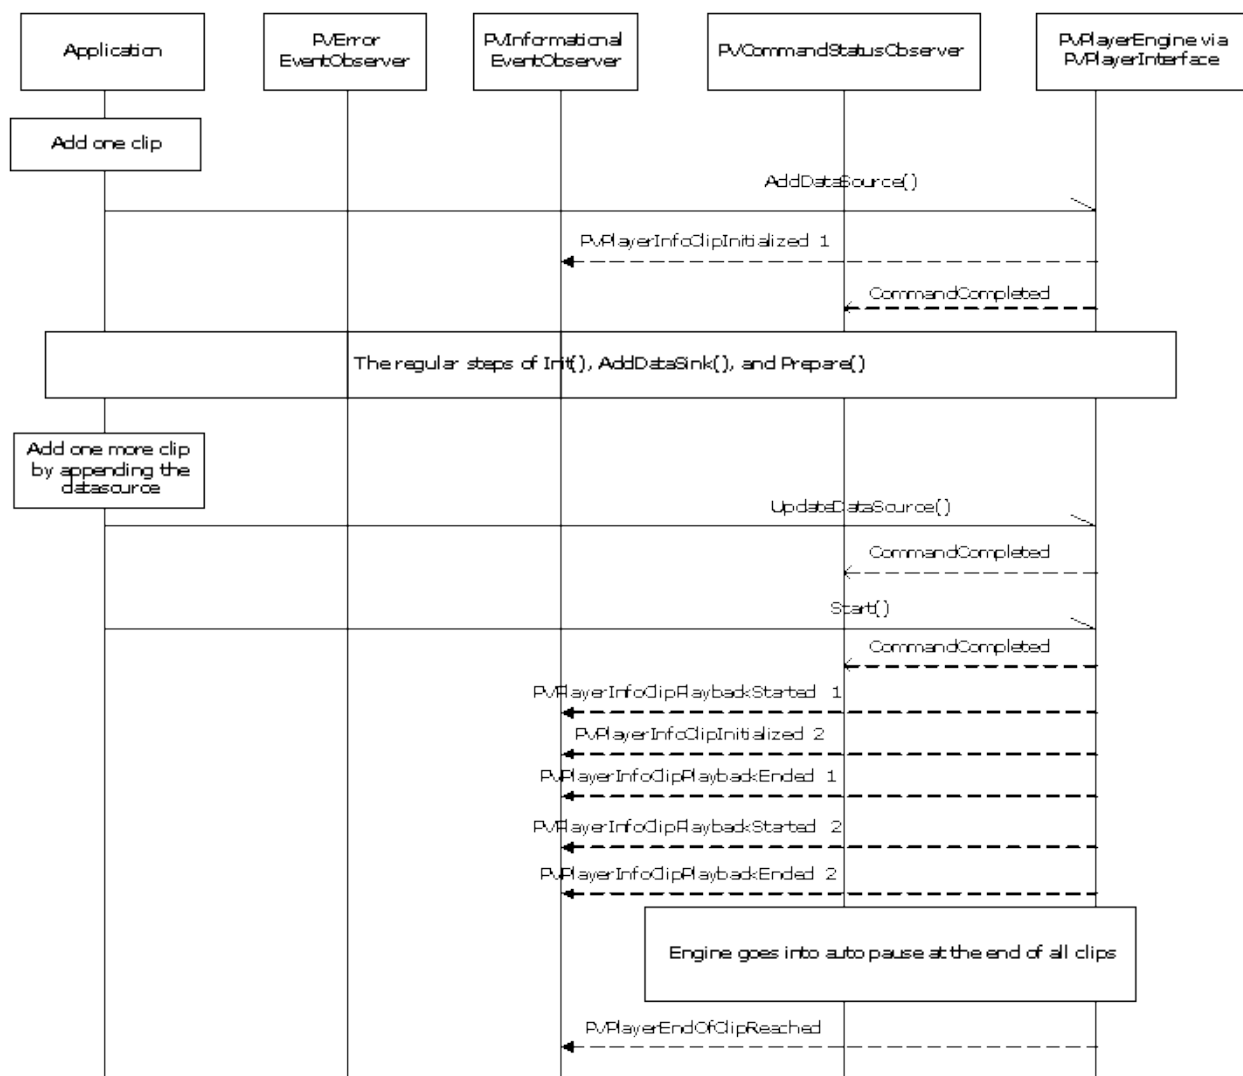 Application
PVError
EventObserver
PVInformational
EventObserver
PVCommandStatusObserver
PVPlayerEngine via
PVPlayerInterface
Add one clip
AddDataSource()
PVPlayerInfoClipInitialized 1
CommandCompleted
The regular steps of Init(), AddDataSink(), and Prepare()
Add one more clip
by appending the
datasource
UpdateDataSource()
CommandCompleted
Start()
CommandCompleted
PVPlayerInfoClipPlaybackStarted 1
PVPlayerInfoClipInitialized 2
PVPlayerInfoClipPlaybackEnded 1
PVPlayerInfoClipPlaybackStarted 2
PVPlayerInfoClipPlaybackEnded 2
Engine goes into auto pause at the end of all clips
PVPlayerEndOfClipReached